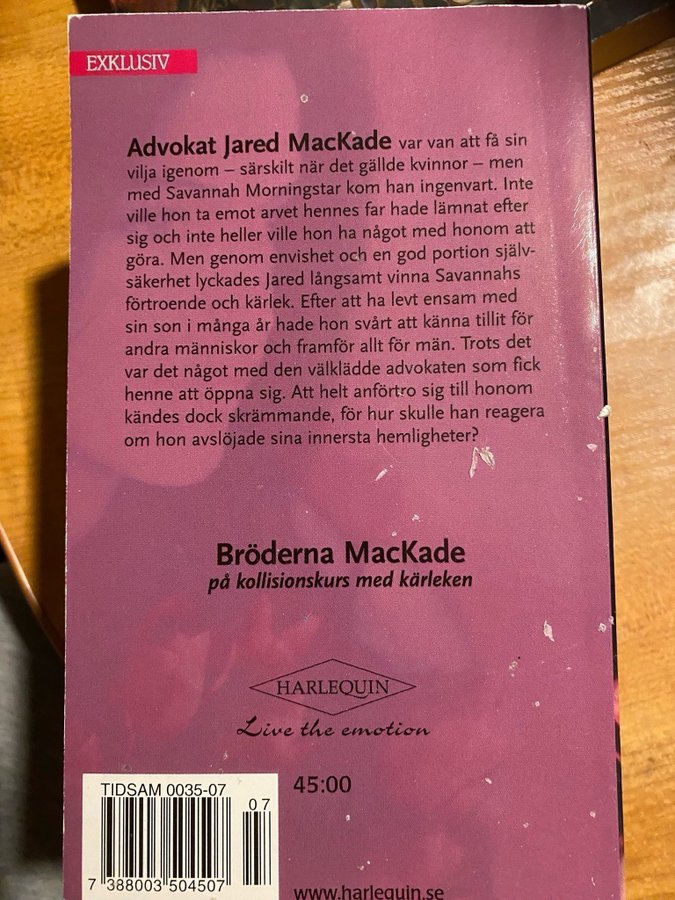 EXKLUSIV
Advokat Jared MacKade var van att få sin
vilja igenom – särskilt när det gällde kvinnor – men
med Savannah Morningstar kom han ingenvart. Inte
ville hon ta emot arvet hennes far hade lämnat efter
sig och inte heller ville hon ha något med honom att
göra. Men genom envishet och en god portion själv-
säkerhet lyckades Jared långsamt vinna Savannahs
förtroende och kärlek. Efter att ha levt ensam med
sin son i många år hade hon svårt att känna tillit för
andra människor och framför allt för män. Trots det
var det något med den välklädde advokaten som fick
henne att öppna sig. Att helt anförtro sig till honom
kändes dock skrämmande, för hur skulle han reagera
om hon avslöjade sina innersta hemligheter?
Bröderna MacKade
på kollisionskurs med kärleken
HARLEQUIN
Live the emotion
TIDSAM 0035-07
45:00
07
7 388003 504507
www.harlequin.se